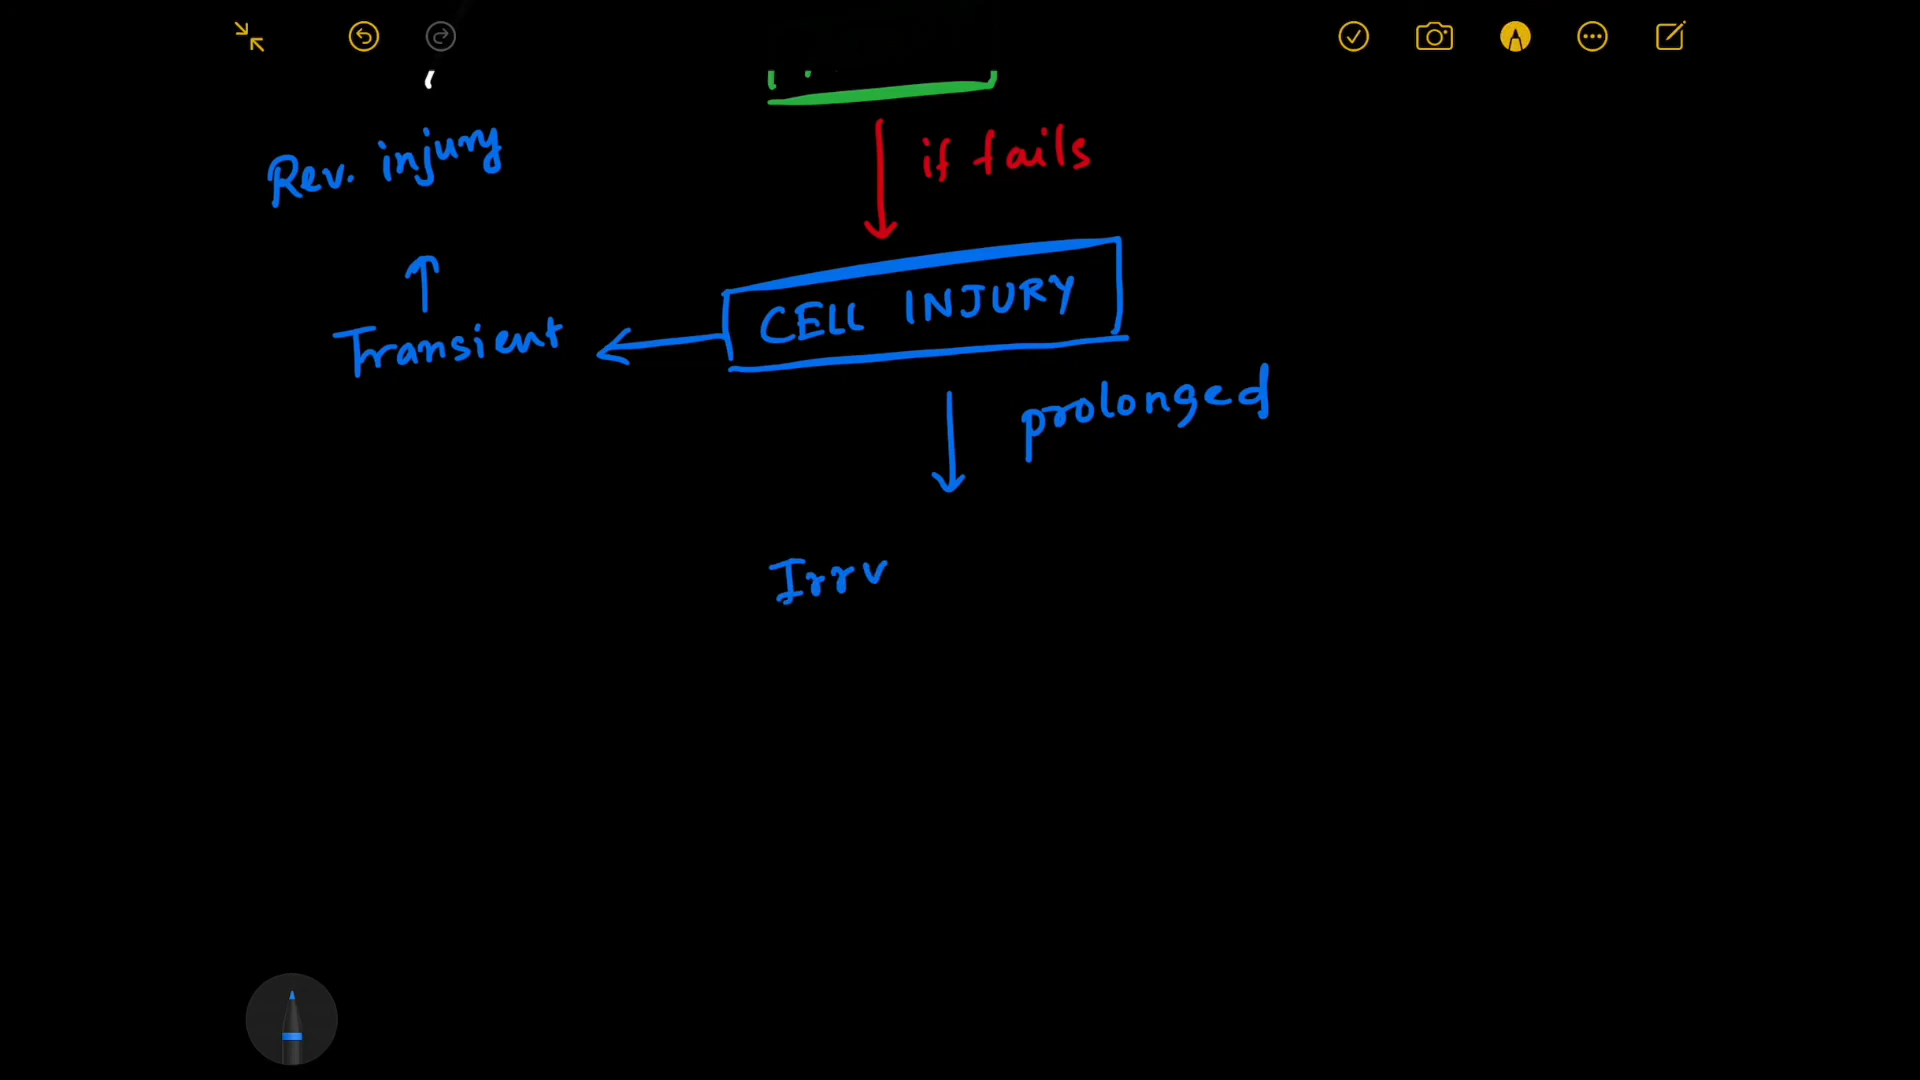 if fails
Rev. injury
CELL INJURY
Transient
prolonged
Irrv